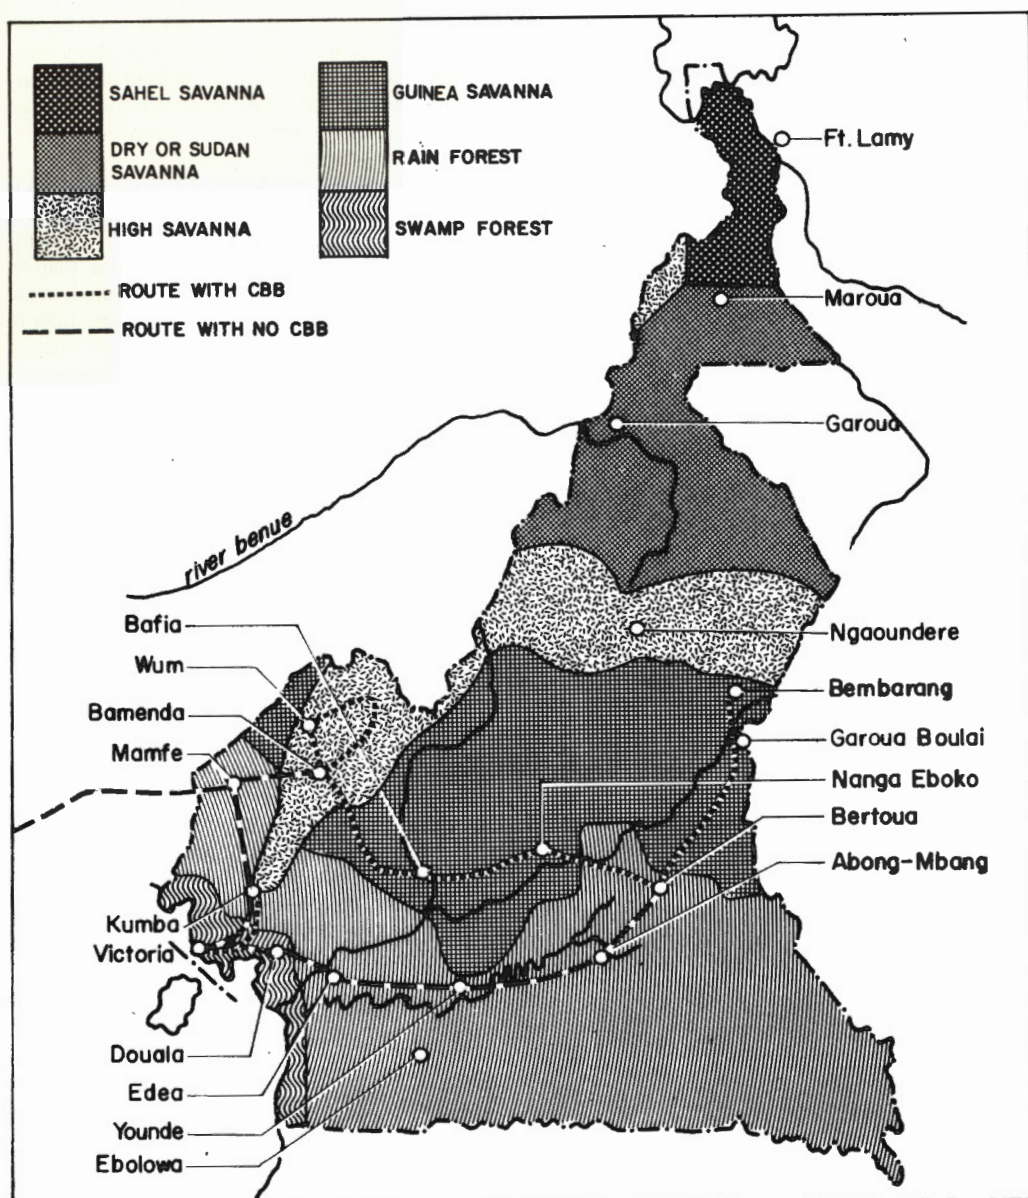 SAHEL SAVANNA
DRY OR SUDAN
SAVANNA
HIGH SAVANNA
GUINEA SAVANNA
RAIN FOREST
SWAMP FOREST
ROUTE WITH CBB
ROUTE WITH NO CBB
Ft. Lamy
Maroua
Garoua
river benue
Ngaoundere
Bembarang
Garoua Boulai
Nanga Eboko
Bertoua
Abong-Mbang
Bafia
Wum
Bamenda
Mamfe
Kumba
Victoria
Douala
Edea
Younde
Ebolowa